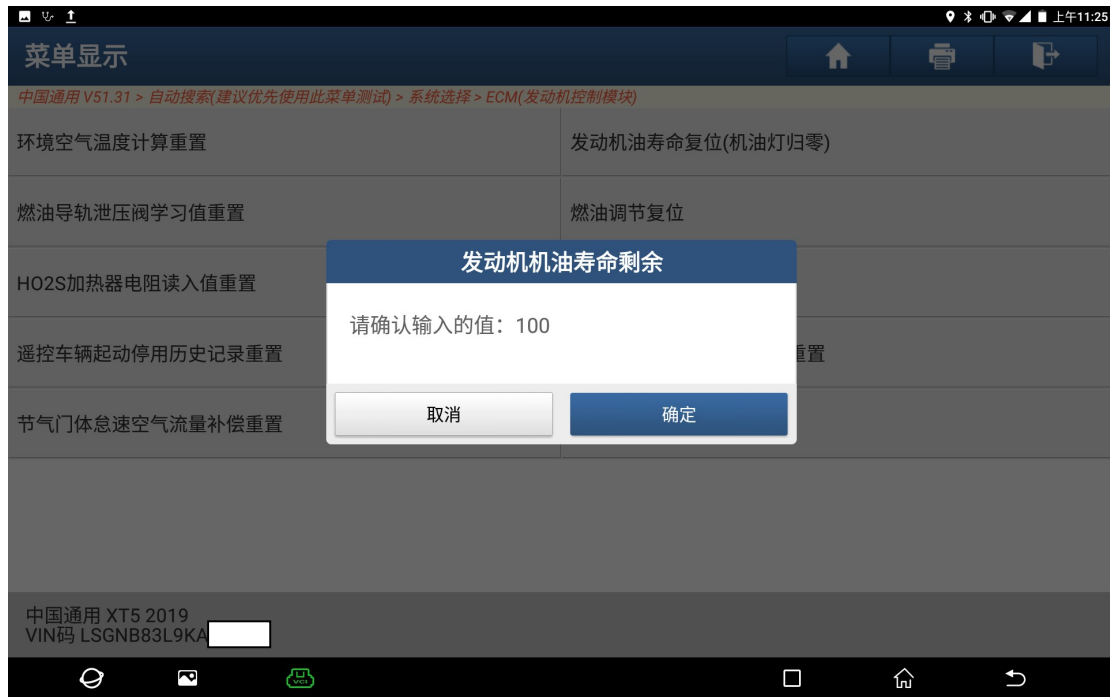 上午11:25
菜单显示
中国通用 V51.31 > 自动搜索(建议优先使用此菜单测试) > 系统选择 > ECM(发动机控制模块)
环境空气温度计算重置
发动机油寿命复位(机油灯归零)
燃油导轨泄压阀学习值重置
燃油调节复位
发动机机油寿命剩余
HO2S加热器电阻读入值重置
请确认输入的值：100
遥控车辆起动停用历史记录重置
重置
取消
确定
节气门体怠速空气流量补偿重置
中国通用 XT5 2019
VIN码 LSGNB83L9KA
VCI